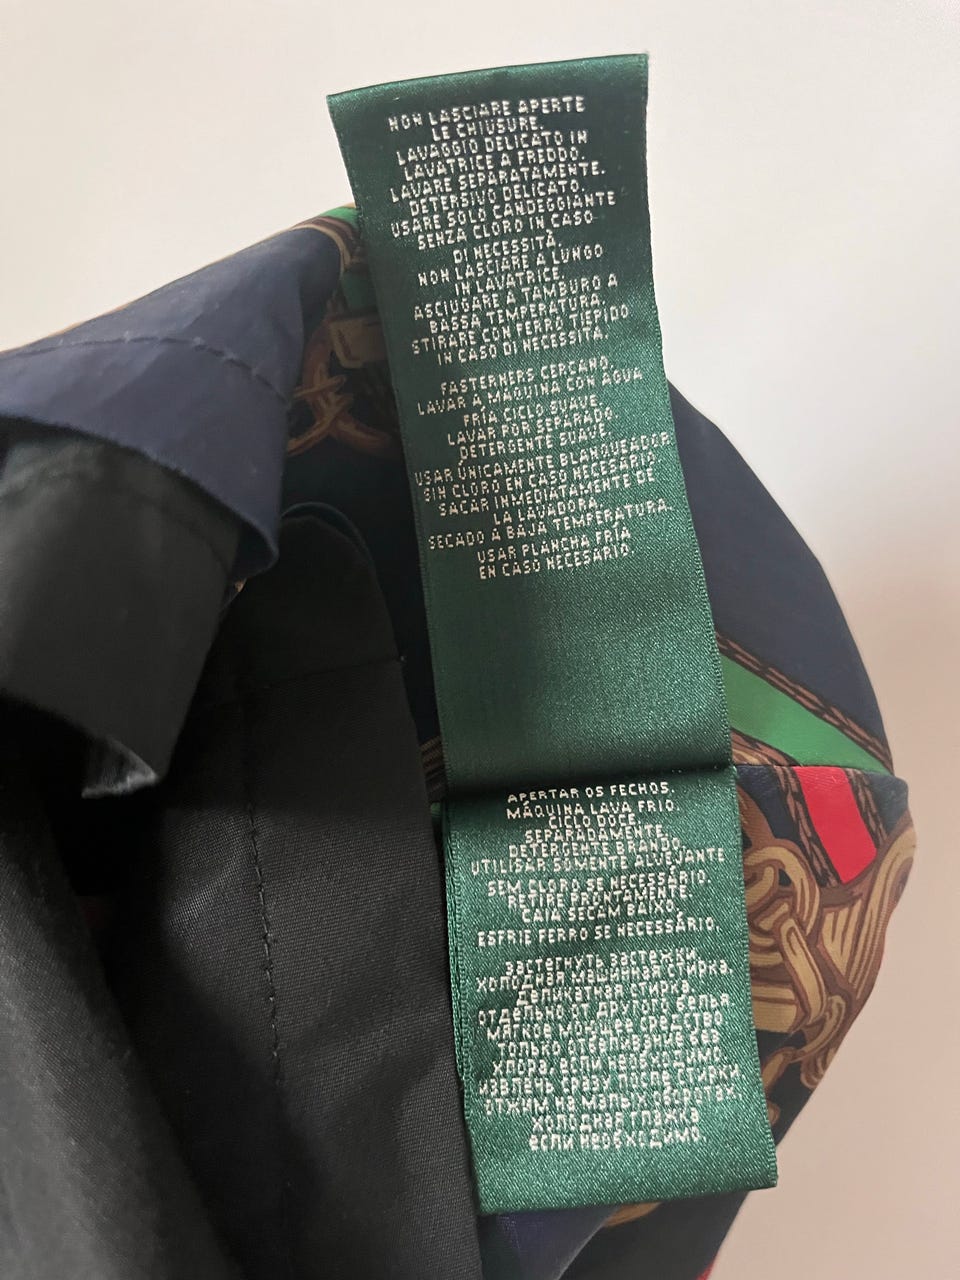 NON LASCIARE APERTE
LE CHIUSURE.
LAVAGGIO DELICATO IN
LAVATRICE A FREDDO.
LAVARE SEPARATAMENTE.
DETERSIVO DELICATO.
USARE SOLO CANDEGGIANTE
SENZA CLORO IN CASO
DI NECESSITÀ.
NON LASCIARE A LUNGO
IN LAVATRICE.
ASCIUGARE A TAMBURO A
BASSA TEMPERATURA.
STIRARE CON FERRO TIEPIDO
IN CASO DI NECESSITÀ.
FASTERNERS CERCANO.
LAVAR A MÁQUINA CON AGUA
FRÍA CICLO SUAVE.
LAVAR POR SEPARADO.
DETERGENTE SUAVE
USAR ÚNICAMENTE BLANQUEADOR
SIN CLORO EN CASO NECESARIO
SACAR INMEDIATAMENTE DE
LA LAVADORA.
SECADO A BAJA TEMPERATURA.
USAR PLANCHA FRÍA
EN CASO NECESARIO.
APERTAR OS FECHOS.
MÁQUINA LAVA FRIO.
CICLO DOCE.
SEPARADAMENTE.
DETERGENTE BRANDO.
UTILISAR SOMENTE ALVEJANTE
SEM CLORO SE NECESSÁRIO.
RETIRE PRONTAMENTE
CAIA SECAM BAIXO.
ESFRIE FERRO SE NECESSÁRIO.
застегнуть застежки.
холодная машинная стирка.
деликатная стирка
отдельно от другого белья
мягкое моющее средство
только отбеливание без
хлора, если необходимо.
сразу после стирки
отжим на малых оборотах,
холодная глажка
если необходимо.